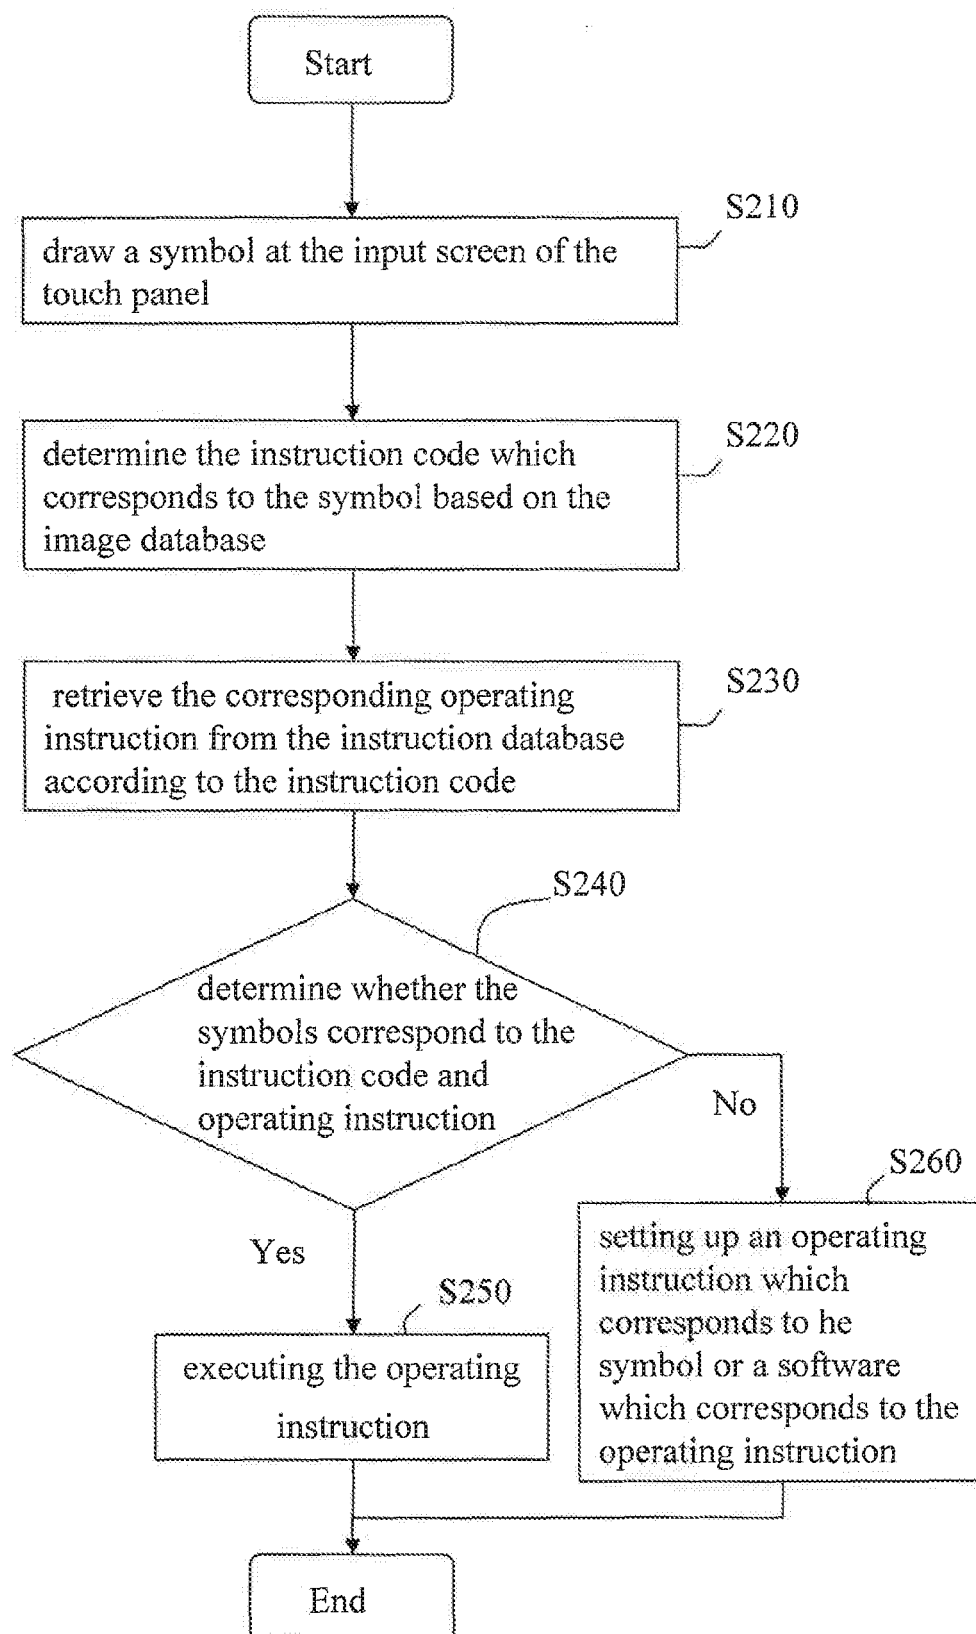 Start
S210
draw a symbol at the input screen of the
touch panel
S220
determine the instruction code which
corresponds to the symbol based on the
image database
S230
retrieve the corresponding operating
instruction from the instruction database
according to the instruction code
S240
determine whether the
symbols correspond to the
instruction code and
operating instruction
No
Yes
S260
setting up an operating
instruction which
corresponds to he
symbol or a software
which corresponds to the
operating instruction
S250
executing the operating
instruction
End